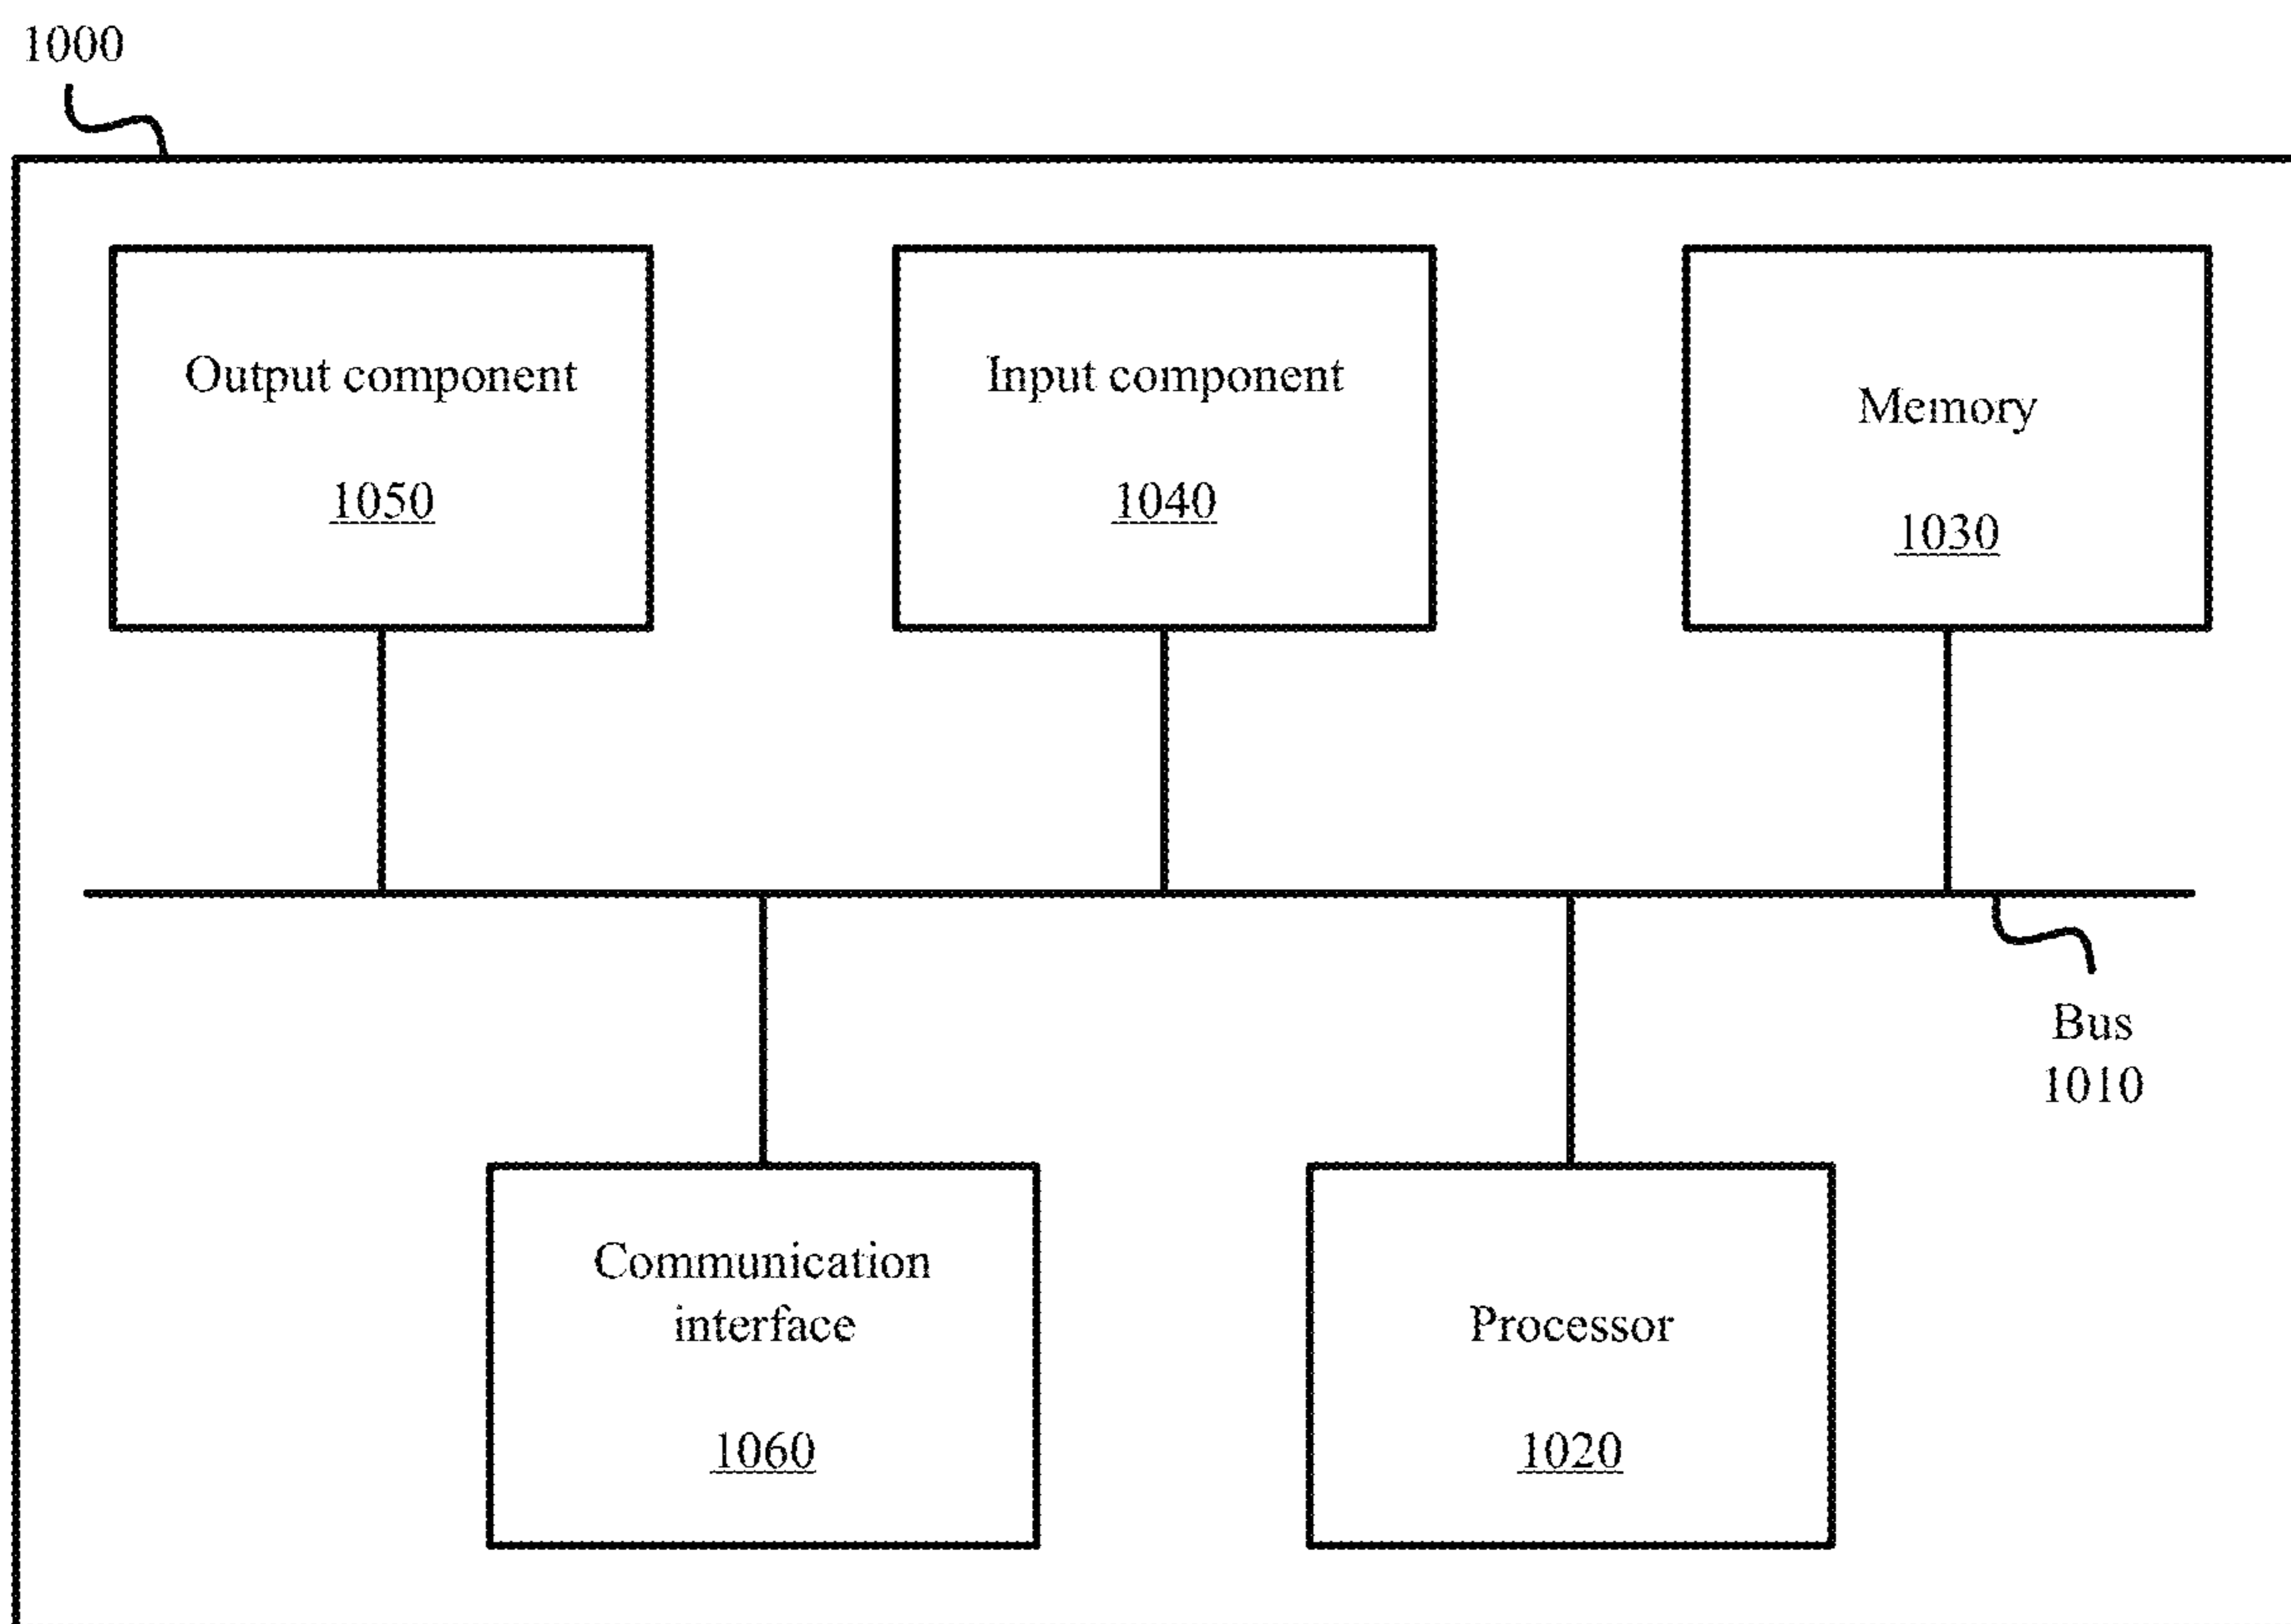 1000
Output component
1050
Input component
1040
Memory
1030
Bus
1010
Communication
interface
1060
Processor
1020